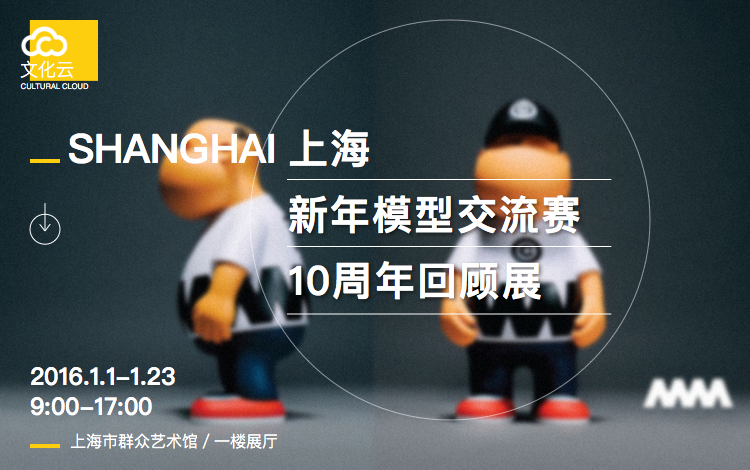 文化云
CULTURAL CLOUD
SHANGHAI 上海
新年模型交流赛
10周年回顾展
2016.1.1-1.23
9:00-17:00
上海市群众艺术馆 / 一楼展厅